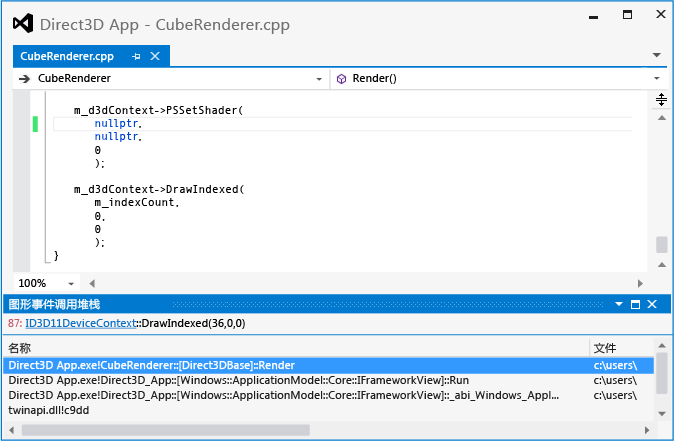 Direct3D App - CubeRenderer.cpp
CubeRenderer.cpp
CubeRenderer
Render()
m_d3dContext->PSSetShader(
nullptr,
nullptr,
0
);
m_d3dContext->DrawIndexed(
m_indexCount,
0,
0
);
}
100%
图形事件调用堆栈
87: ID3D11DeviceContext::DrawIndexed(36,0,0)
名称 文件
Direct3D App.exe!CubeRenderer::[Direct3DBase]::Render c:\users\
Direct3D App.exe!Direct3D_App::[Windows::ApplicationModel::Core::IFrameworkView]::Run c:\users\
Direct3D App.exe!Direct3D_App::[Windows::ApplicationModel::Core::IFrameworkView]::_abi_Windows_Appl... c:\users\
twinapi.dll!c9dd